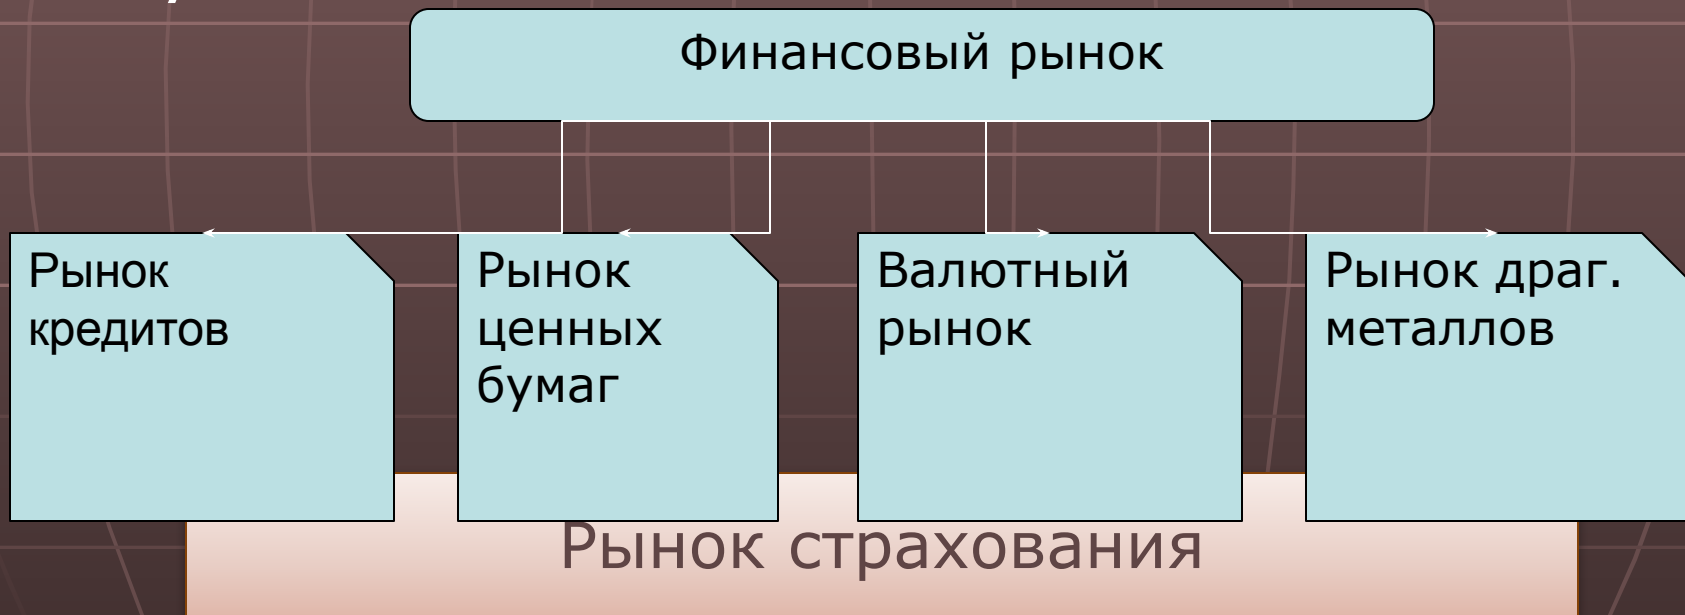 Финансовый рынок
Рынок
кредитов
Рынок
ценных
бумаг
Валютный
рынок
Рынок драг.
металлов
Рынок страхования